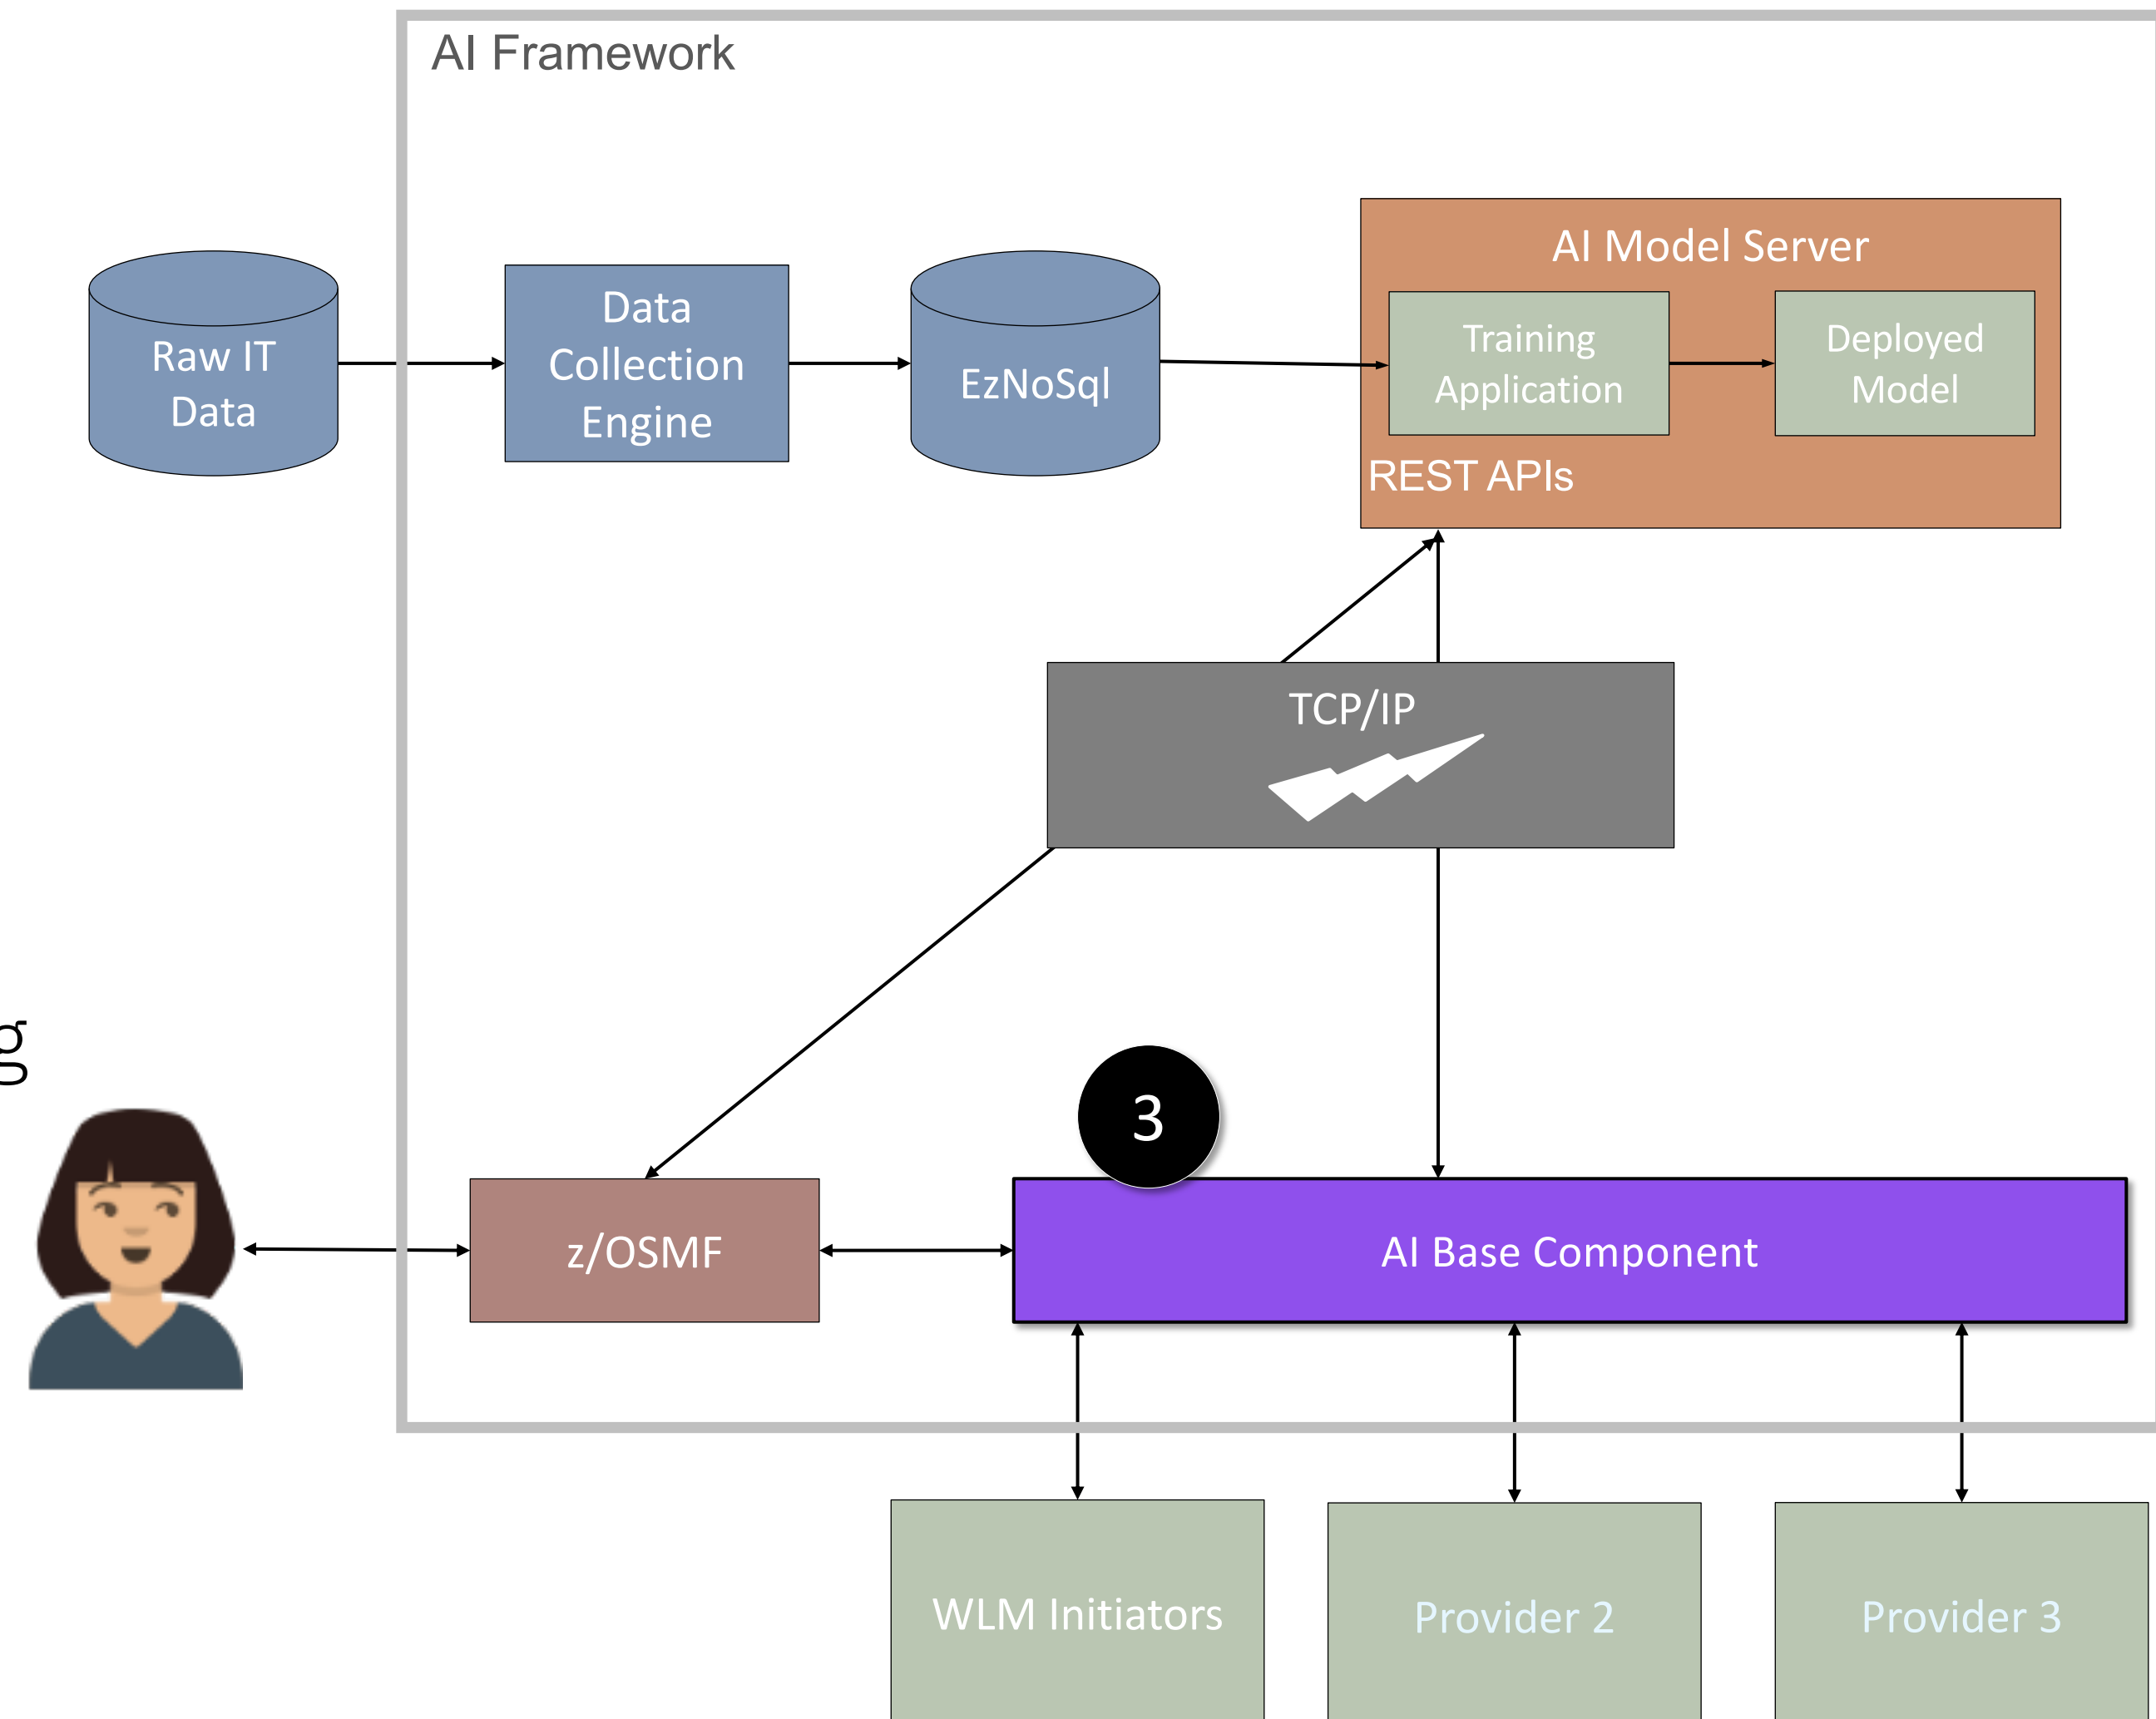 AI Framework
Raw IT
Data
Data
Collection
Engine
EzNoSql
AI Model Server
Training
Application
Deployed
Model
REST APIs
TCP/IP
3
z/OSMF
AI Base Component
WLM Initiators
Provider 2
Provider 3